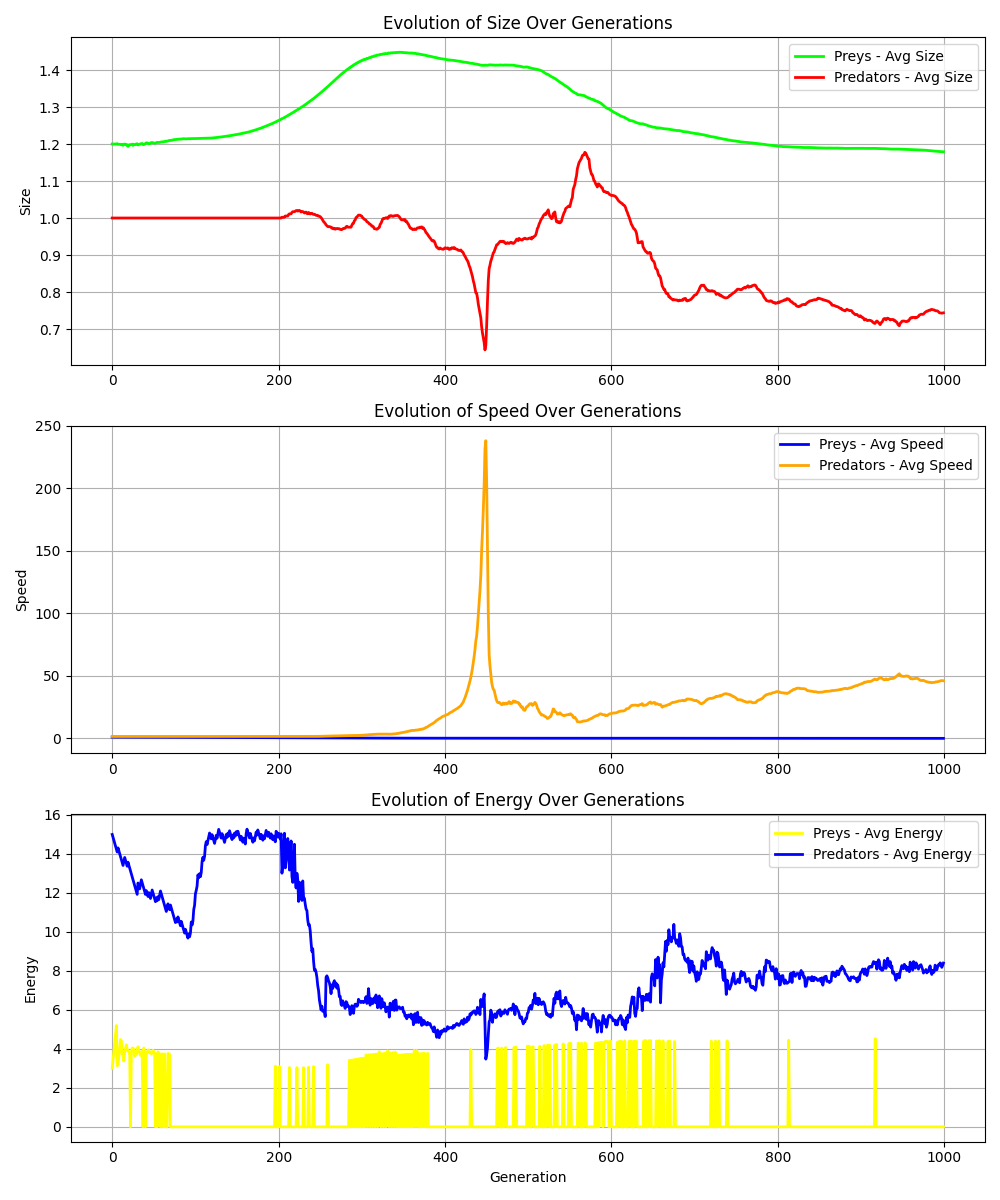 Evolution of Size Over Generations
1.4
1.3
1.2
1.1
1.0
0.9
0.8
0.7
Size
Preys - Avg Size
Predators - Avg Size
0 200 400 600 800 1000
Evolution of Speed Over Generations
250
200
150
100
50
0
Speed
Preys - Avg Speed
Predators - Avg Speed
0 200 400 600 800 1000
Evolution of Energy Over Generations
16
14
12
10
8
6
4
2
0
Energy
Preys - Avg Energy
Predators - Avg Energy
0 200 400 600 800 1000
Generation